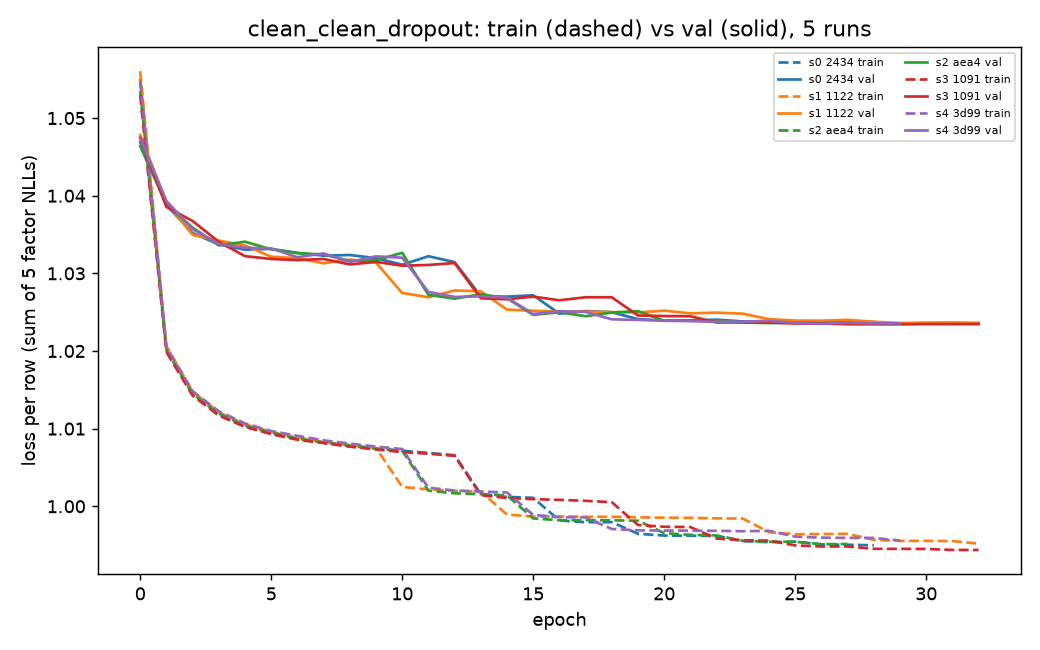 clean_clean_dropout: train (dashed) vs val (solid), 5 runs
s0 2434 train
s0 2434 val
s1 1122 train
s1 1122 val
s2 aea4 train
s2 aea4 val
s3 1091 train
s3 1091 val
s4 3d99 train
s4 3d99 val
loss per row (sum of 5 factor NLLs)
1.05
1.04
1.03
1.02
1.01
1.00
0 5 10 15 20 25 30
epoch